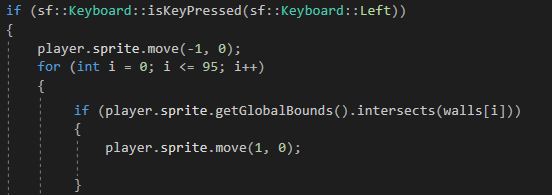 if (sf::Keyboard::isKeyPressed(sf::Keyboard::Left))
{
player.sprite.move(-1, 0);
for (int i = 0; i <= 95; i++)
{
if (player.sprite.getGlobalBounds().intersects(walls[i]))
{
player.sprite.move(1, 0);
}